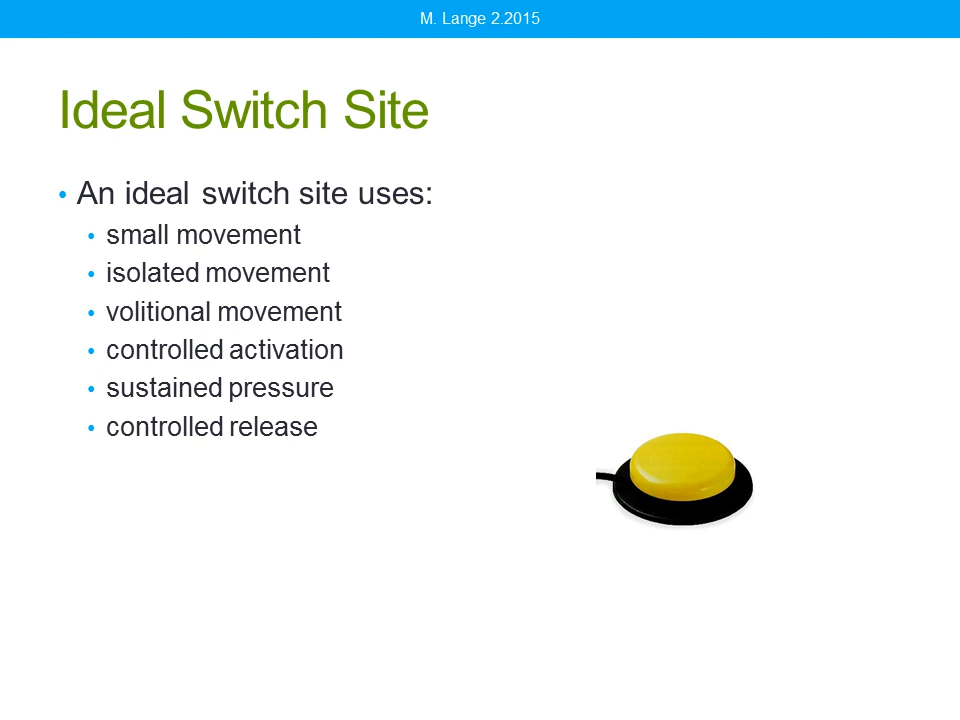 M. Lange 2.2015
Ideal Switch Site
• An ideal switch site uses:
• small movement
• isolated movement
• volitional movement
• controlled activation
• sustained pressure
• controlled release